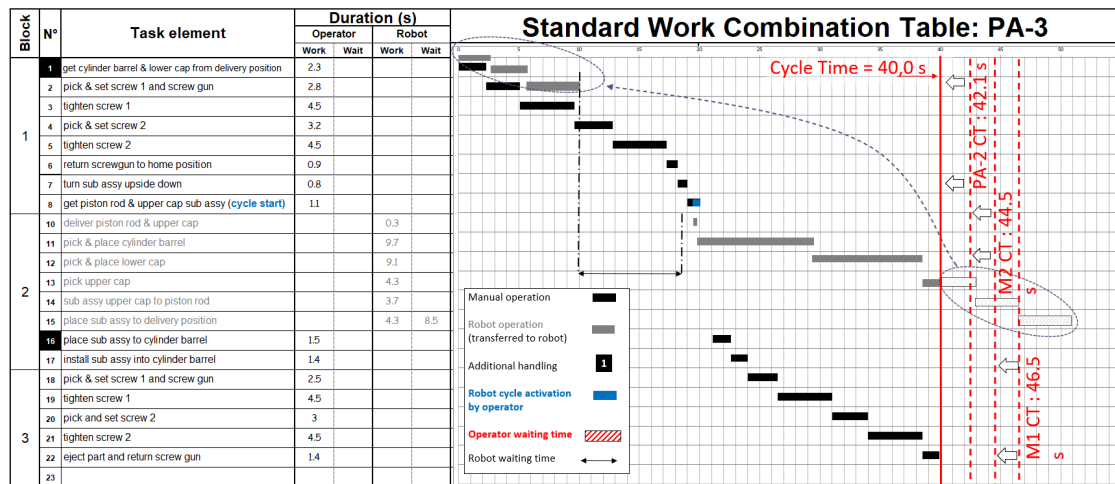 Standard Work Combination Table: PA-3
Block Nº Task element Duration (s)
Operator Robot
Work Wait Work Wait
0 5 10 15 20 25 30 35 40 45 50
1
1 get cylinder barrel & lower cap from delivery position 2.3
2 pick & set screw 1 and screw gun 2.8
3 tighten screw 1 4.5
4 pick & set screw 2 3.2
5 tighten screw 2 4.5
6 return screwgun to home position 0.9
7 turn sub assy upside down 0.8
8 get piston rod & upper cap sub assy (cycle start) 1.1
2
10 deliver piston rod & upper cap 0.3
11 pick & place cylinder barrel 9.7
12 pick & place lower cap 9.1
13 pick upper cap 4.3
14 sub assy upper cap to piston rod 3.7
15 place sub assy to delivery position 4.3 8.5
16 place sub assy to cylinder barrel 1.5
17 install sub assy into cylinder barrel 1.4
3
18 pick & set screw 1 and screw gun 2.5
19 tighten screw 1 4.5
20 pick and set screw 2 3
21 tighten screw 2 4.5
22 eject part and return screw gun 1.4
23
Cycle Time = 40,0 s
PA-2 CT : 42.1 s
M2 CT : 44.5
s
M1 CT : 46.5
s
Manual operation
Robot operation
(transferred to robot)
Additional handling 1
Robot cycle activation
by operator
Operator waiting time
Robot waiting time